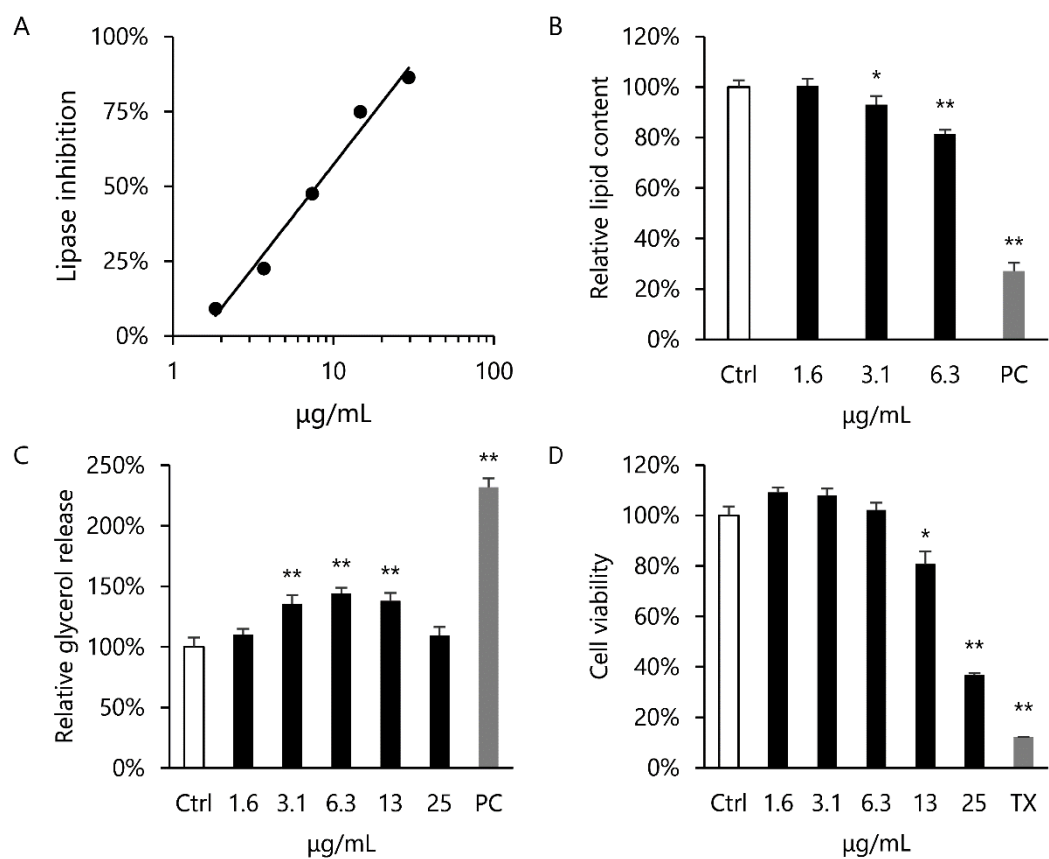 A
100%
75%
50%
25%
0%
Lipase inhibition
1 10 100
μg/mL
B
120%
100%
80%
60%
40%
20%
0%
Relative lipid content
*
**
**
Ctrl 1.6 3.1 6.3 PC
μg/mL
C
250%
200%
150%
100%
50%
0%
Relative glycerol release
** ** **
**
Ctrl 1.6 3.1 6.3 13 25 PC
μg/mL
D
120%
100%
80%
60%
40%
20%
0%
Cell viability
*
**
**
Ctrl 1.6 3.1 6.3 13 25 TX
μg/mL